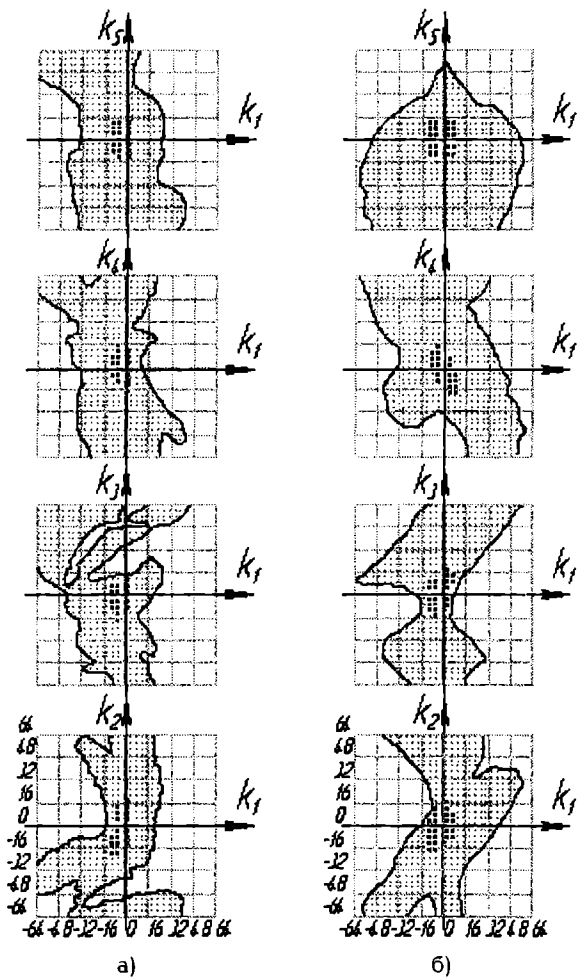 k5 k5
k1 k1
k4 k4
k1 k1
k3 k3
k1 k1
k2 k2
64 64
48 48
32 32
16 k1 16 k1
0 0
-16 -16
-32 -32
-48 -48
-64 -64
-64 -48 -32 -16 0 16 32 48 64 -64 -48 -32 -16 0 16 32 48 64
а) б)